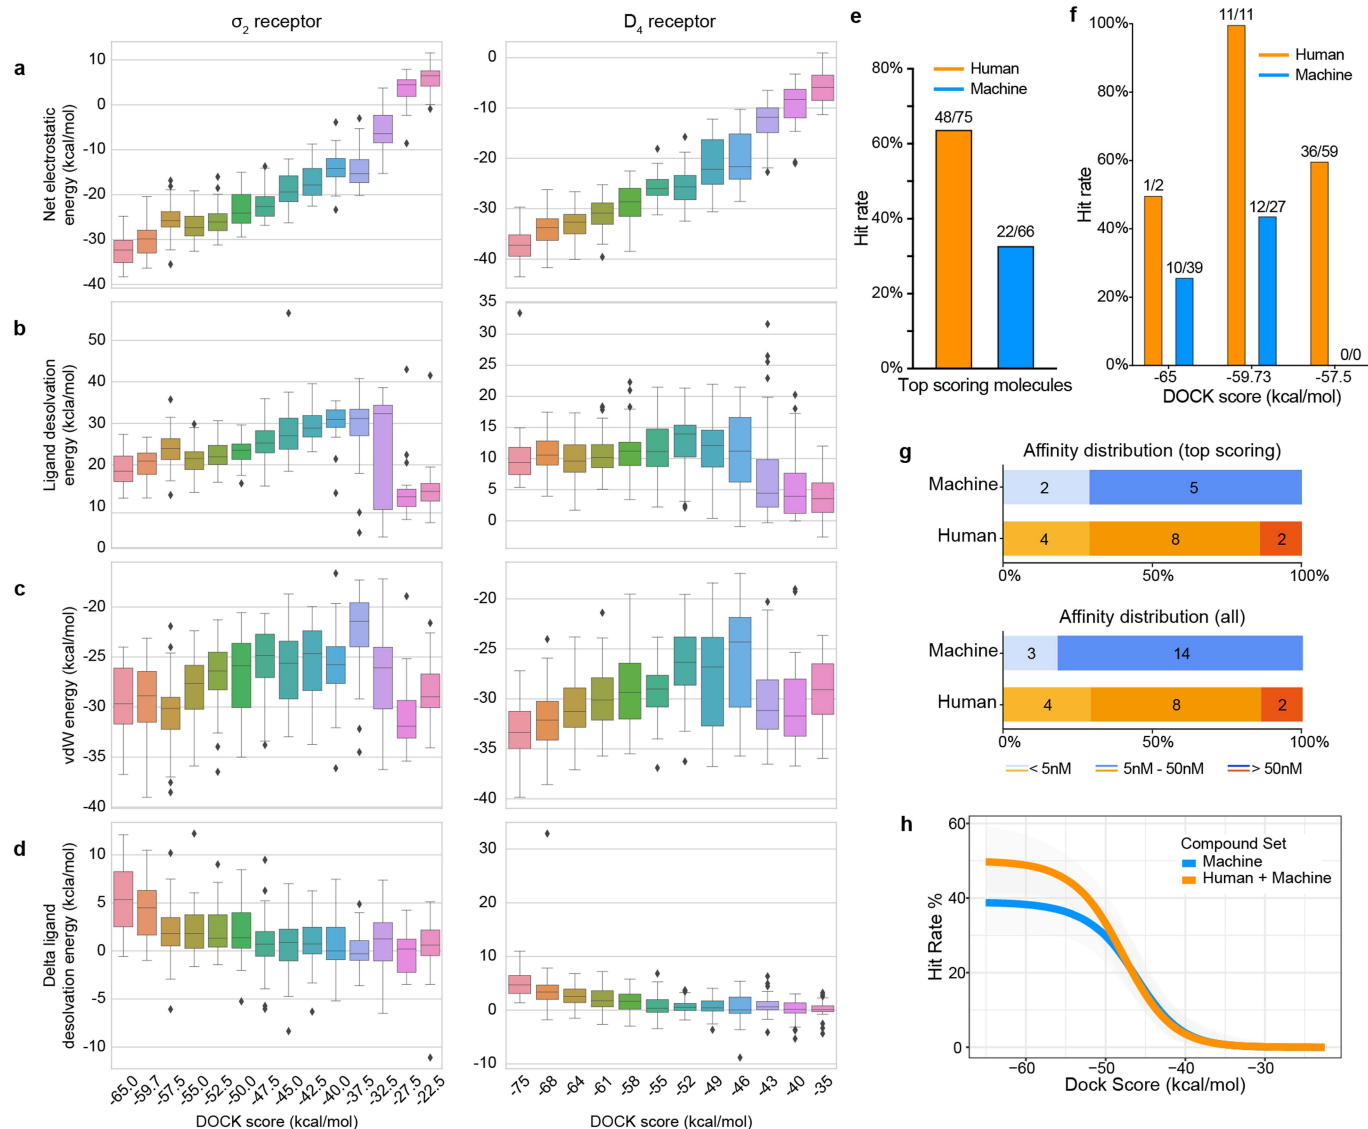 σ2 receptor
D4 receptor
a
Net electrostatic
energy (kcal/mol)
10
0
-10
-20
-30
-40
0
-10
-20
-30
-40
b
Ligand desolvation
energy (kcla/mol)
50
40
30
20
10
0
35
30
25
20
15
10
5
0
c
vdW energy (kcal/mol)
-20
-25
-30
-35
-40
-20
-25
-30
-35
-40
d
Delta ligand
desolvation energy (kcla/mol)
10
5
0
-5
-10
30
20
10
0
-10
-65.0 -59.7 -57.5 -55.0 -52.5 -50.0 -47.5 -45.0 -42.5 -40.0 -37.5 -32.5 -27.5 -22.5
DOCK score (kcal/mol)
-75 -68 -64 -61 -58 -55 -52 -49 -46 -43 -40 -35
DOCK score (kcal/mol)
e
Hit rate
80%
60%
40%
20%
0%
Human
Machine
48/75
22/66
Top scoring molecules
f
Hit rate
100%
80%
60%
40%
20%
0%
Human
Machine
1/2
10/39
11/11
12/27
36/59
0/0
-65 -59.73 -57.5
DOCK score (kcal/mol)
g
Affinity distribution (top scoring)
Machine 2 5
Human 4 8 2
0% 50% 100%
Affinity distribution (all)
Machine 3 14
Human 4 8 2
0% 50% 100%
< 5nM 5nM - 50nM > 50nM
h
Hit Rate %
60
40
20
0
Compound Set
Machine
Human + Machine
−60 −50 −40 −30
Dock Score (kcal/mol)